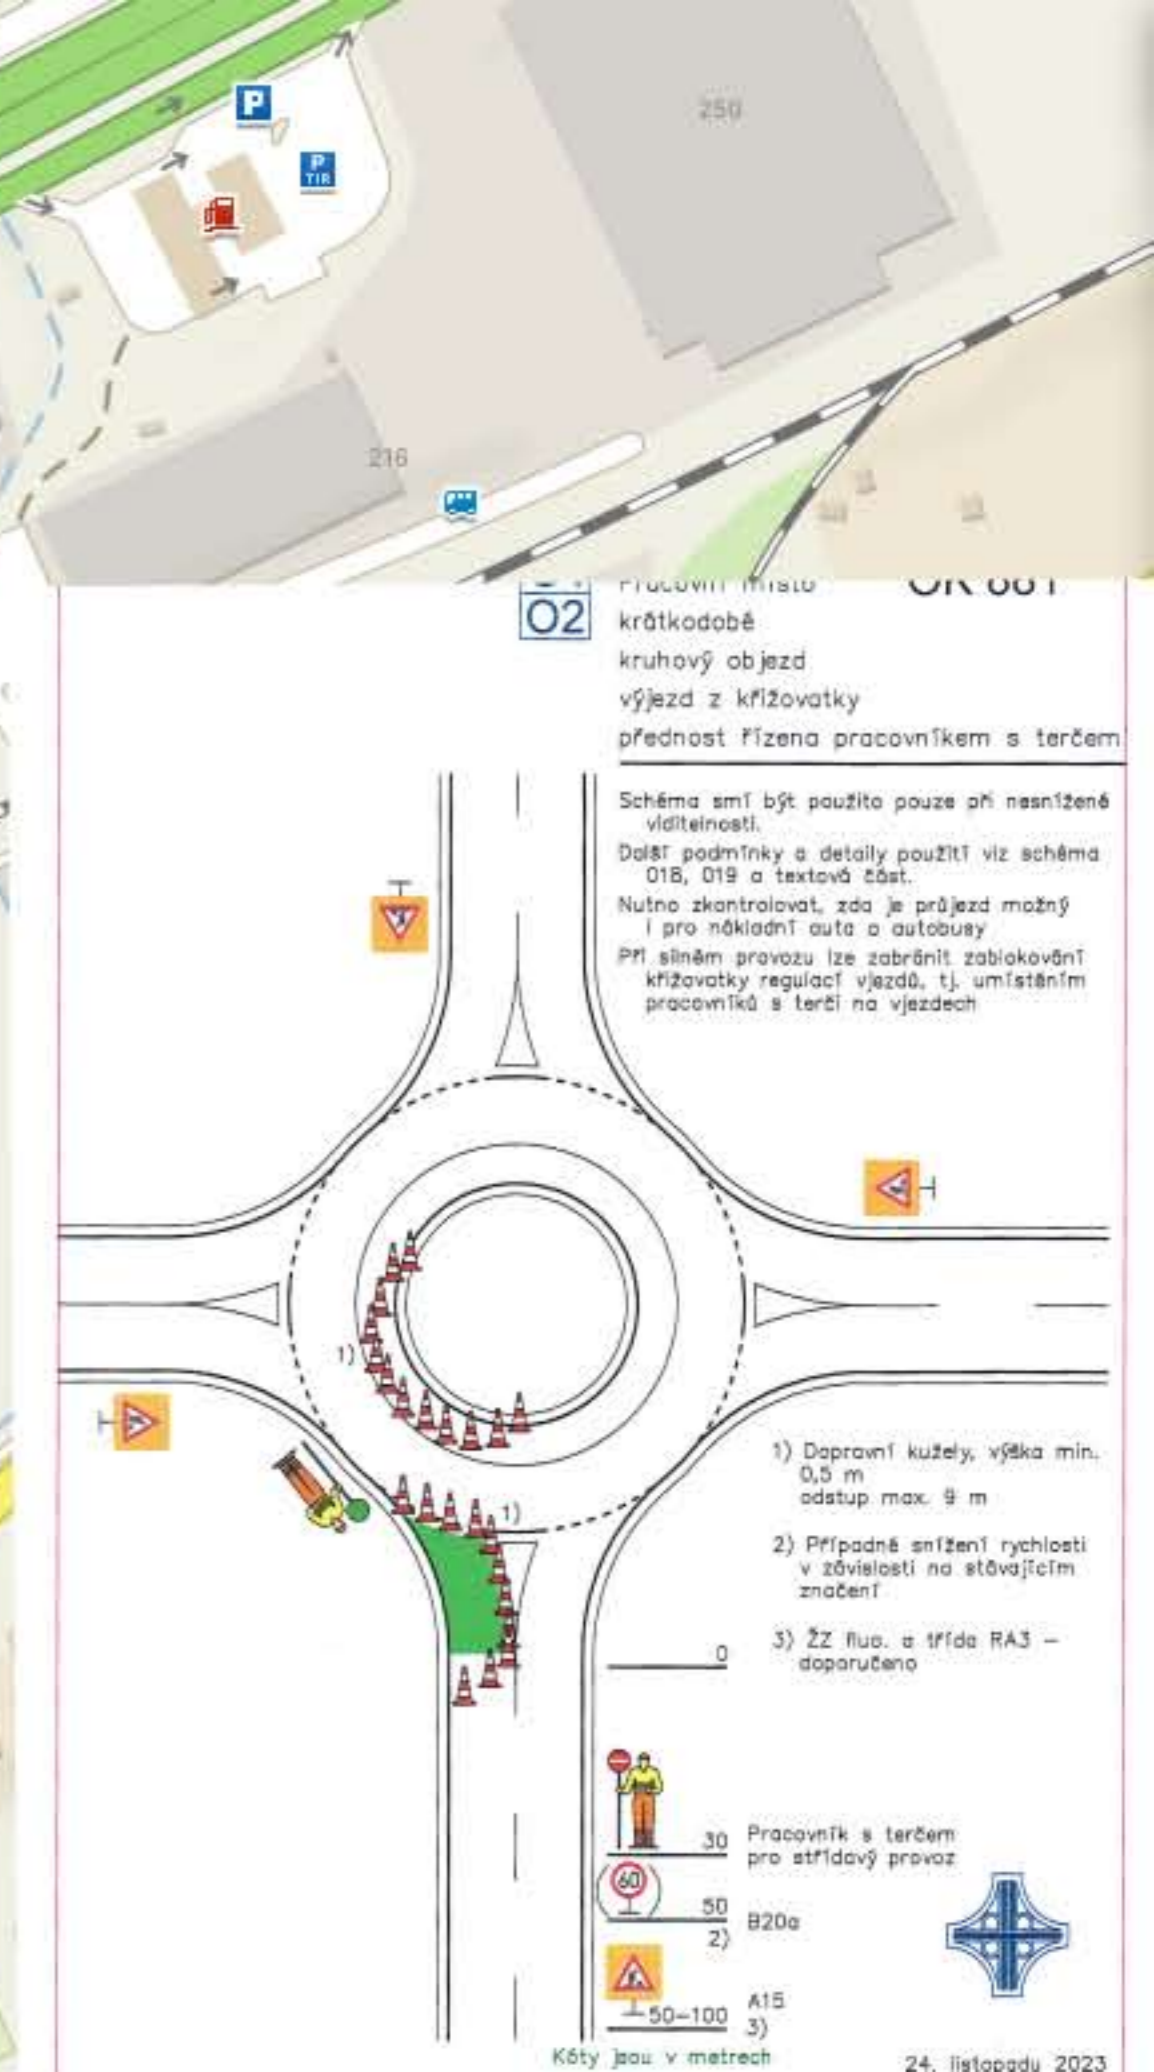 250
P
P
TIR
216
O2
krátkodobé
kruhový objezd
výjezd z křižovatky
přednost řízena pracovníkem s terčem
Schéma smí být použito pouze při nesnížené
viditelnosti.
Další podmínky a detaily použití viz schéma
018, 019 a textová část.
Nutno zkontrolovat, zda je průjezd možný
i pro nákladní auta a autobusy
Při silném provozu lze zabránit zablokování
křižovatky regulací vjezdů, tj. umístěním
pracovníků s terči na vjezdech
1)
1)
1) Dopravní kužely, výška min.
0,5 m
odstup max. 9 m
2) Případné snížení rychlosti
v závislosti na stávajícím
značení
3) ŽZ fluo. a třída RA3 –
doporučeno
0
30
Pracovník s terčem
pro střídavý provoz
60
50
2)
B20a
50–100
A15
3)
Kóty jsou v metrech
24. listopadu 2023